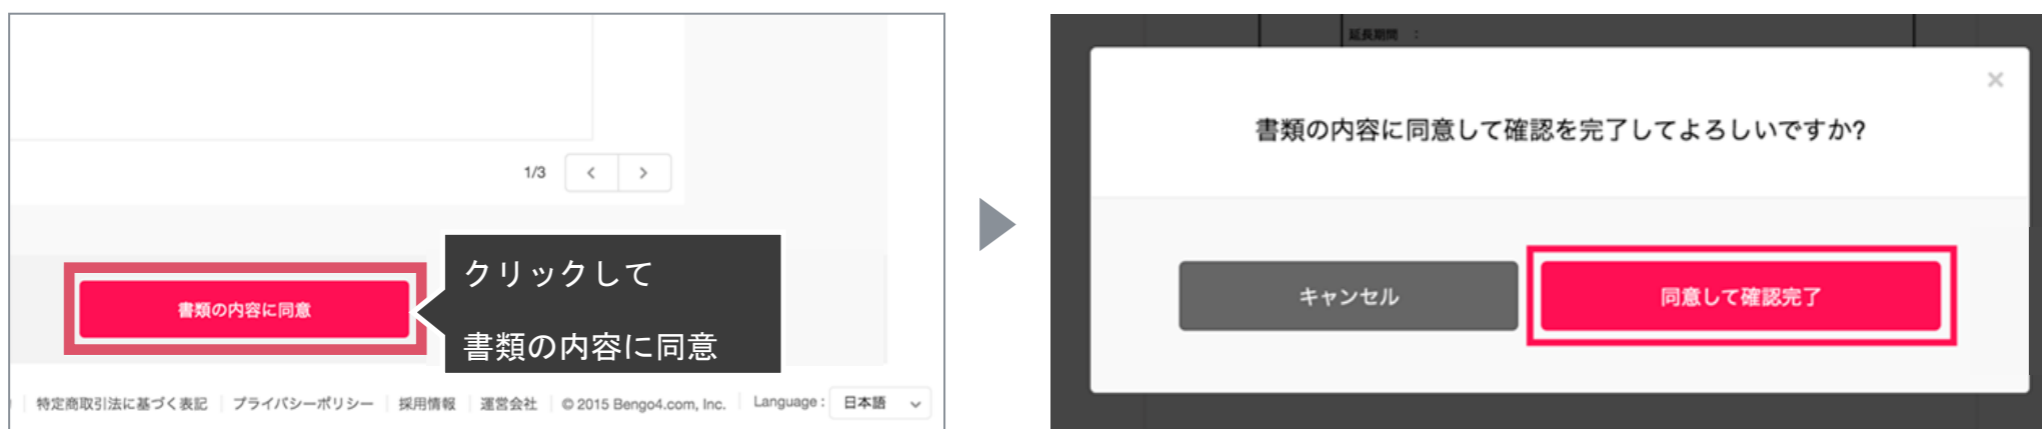 1/3
書類の内容に同意
クリックして
書類の内容に同意
特定商取引法に基づく表記 プライバシーポリシー 採用情報 運営会社 © 2015 Bengo4.com, Inc. Language : 日本語
延長期間 ：
書類の内容に同意して確認を完了してよろしいですか?
キャンセル 同意して確認完了